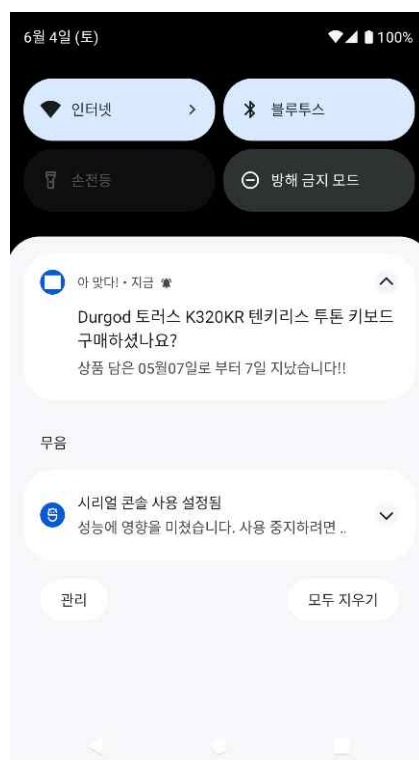 6월 4일 (토)
100%
인터넷
블루투스
손전등
방해 금지 모드
아 맞다! • 지금
Durgod 토러스 K320KR 텐키리스 투톤 키보드
구매하셨나요?
상품 담은 05월07일로 부터 7일 지났습니다!!
무음
시리얼 콘솔 사용 설정됨
성능에 영향을 미쳤습니다. 사용 중지하려면 ..
관리
모두 지우기